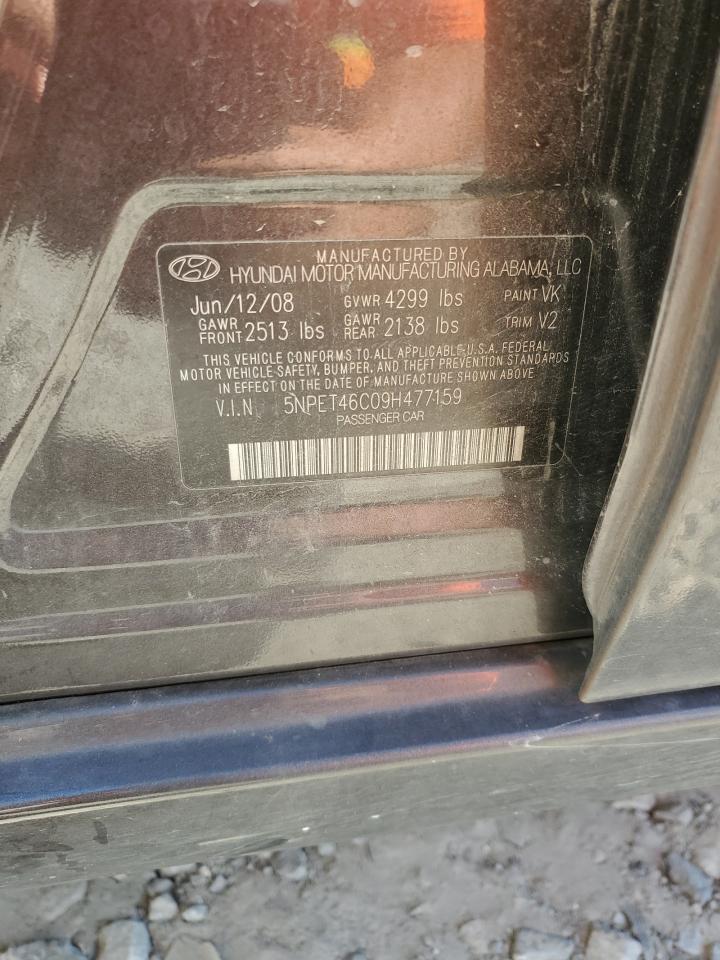 MANUFACTURED BY
HYUNDAI MOTOR MANUFACTURING ALABAMA, LLC
Jun/12/08 GVWR 4299 lbs PAINT VK
GAWR FRONT 2513 lbs GAWR REAR 2138 lbs TRIM V2
THIS VEHICLE CONFORMS TO ALL APPLICABLE U.S.A. FEDERAL
MOTOR VEHICLE SAFETY, BUMPER, AND THEFT PREVENTION STANDARDS
IN EFFECT ON THE DATE OF MANUFACTURE SHOWN ABOVE
V.I.N 5NPET46C09H477159
PASSENGER CAR